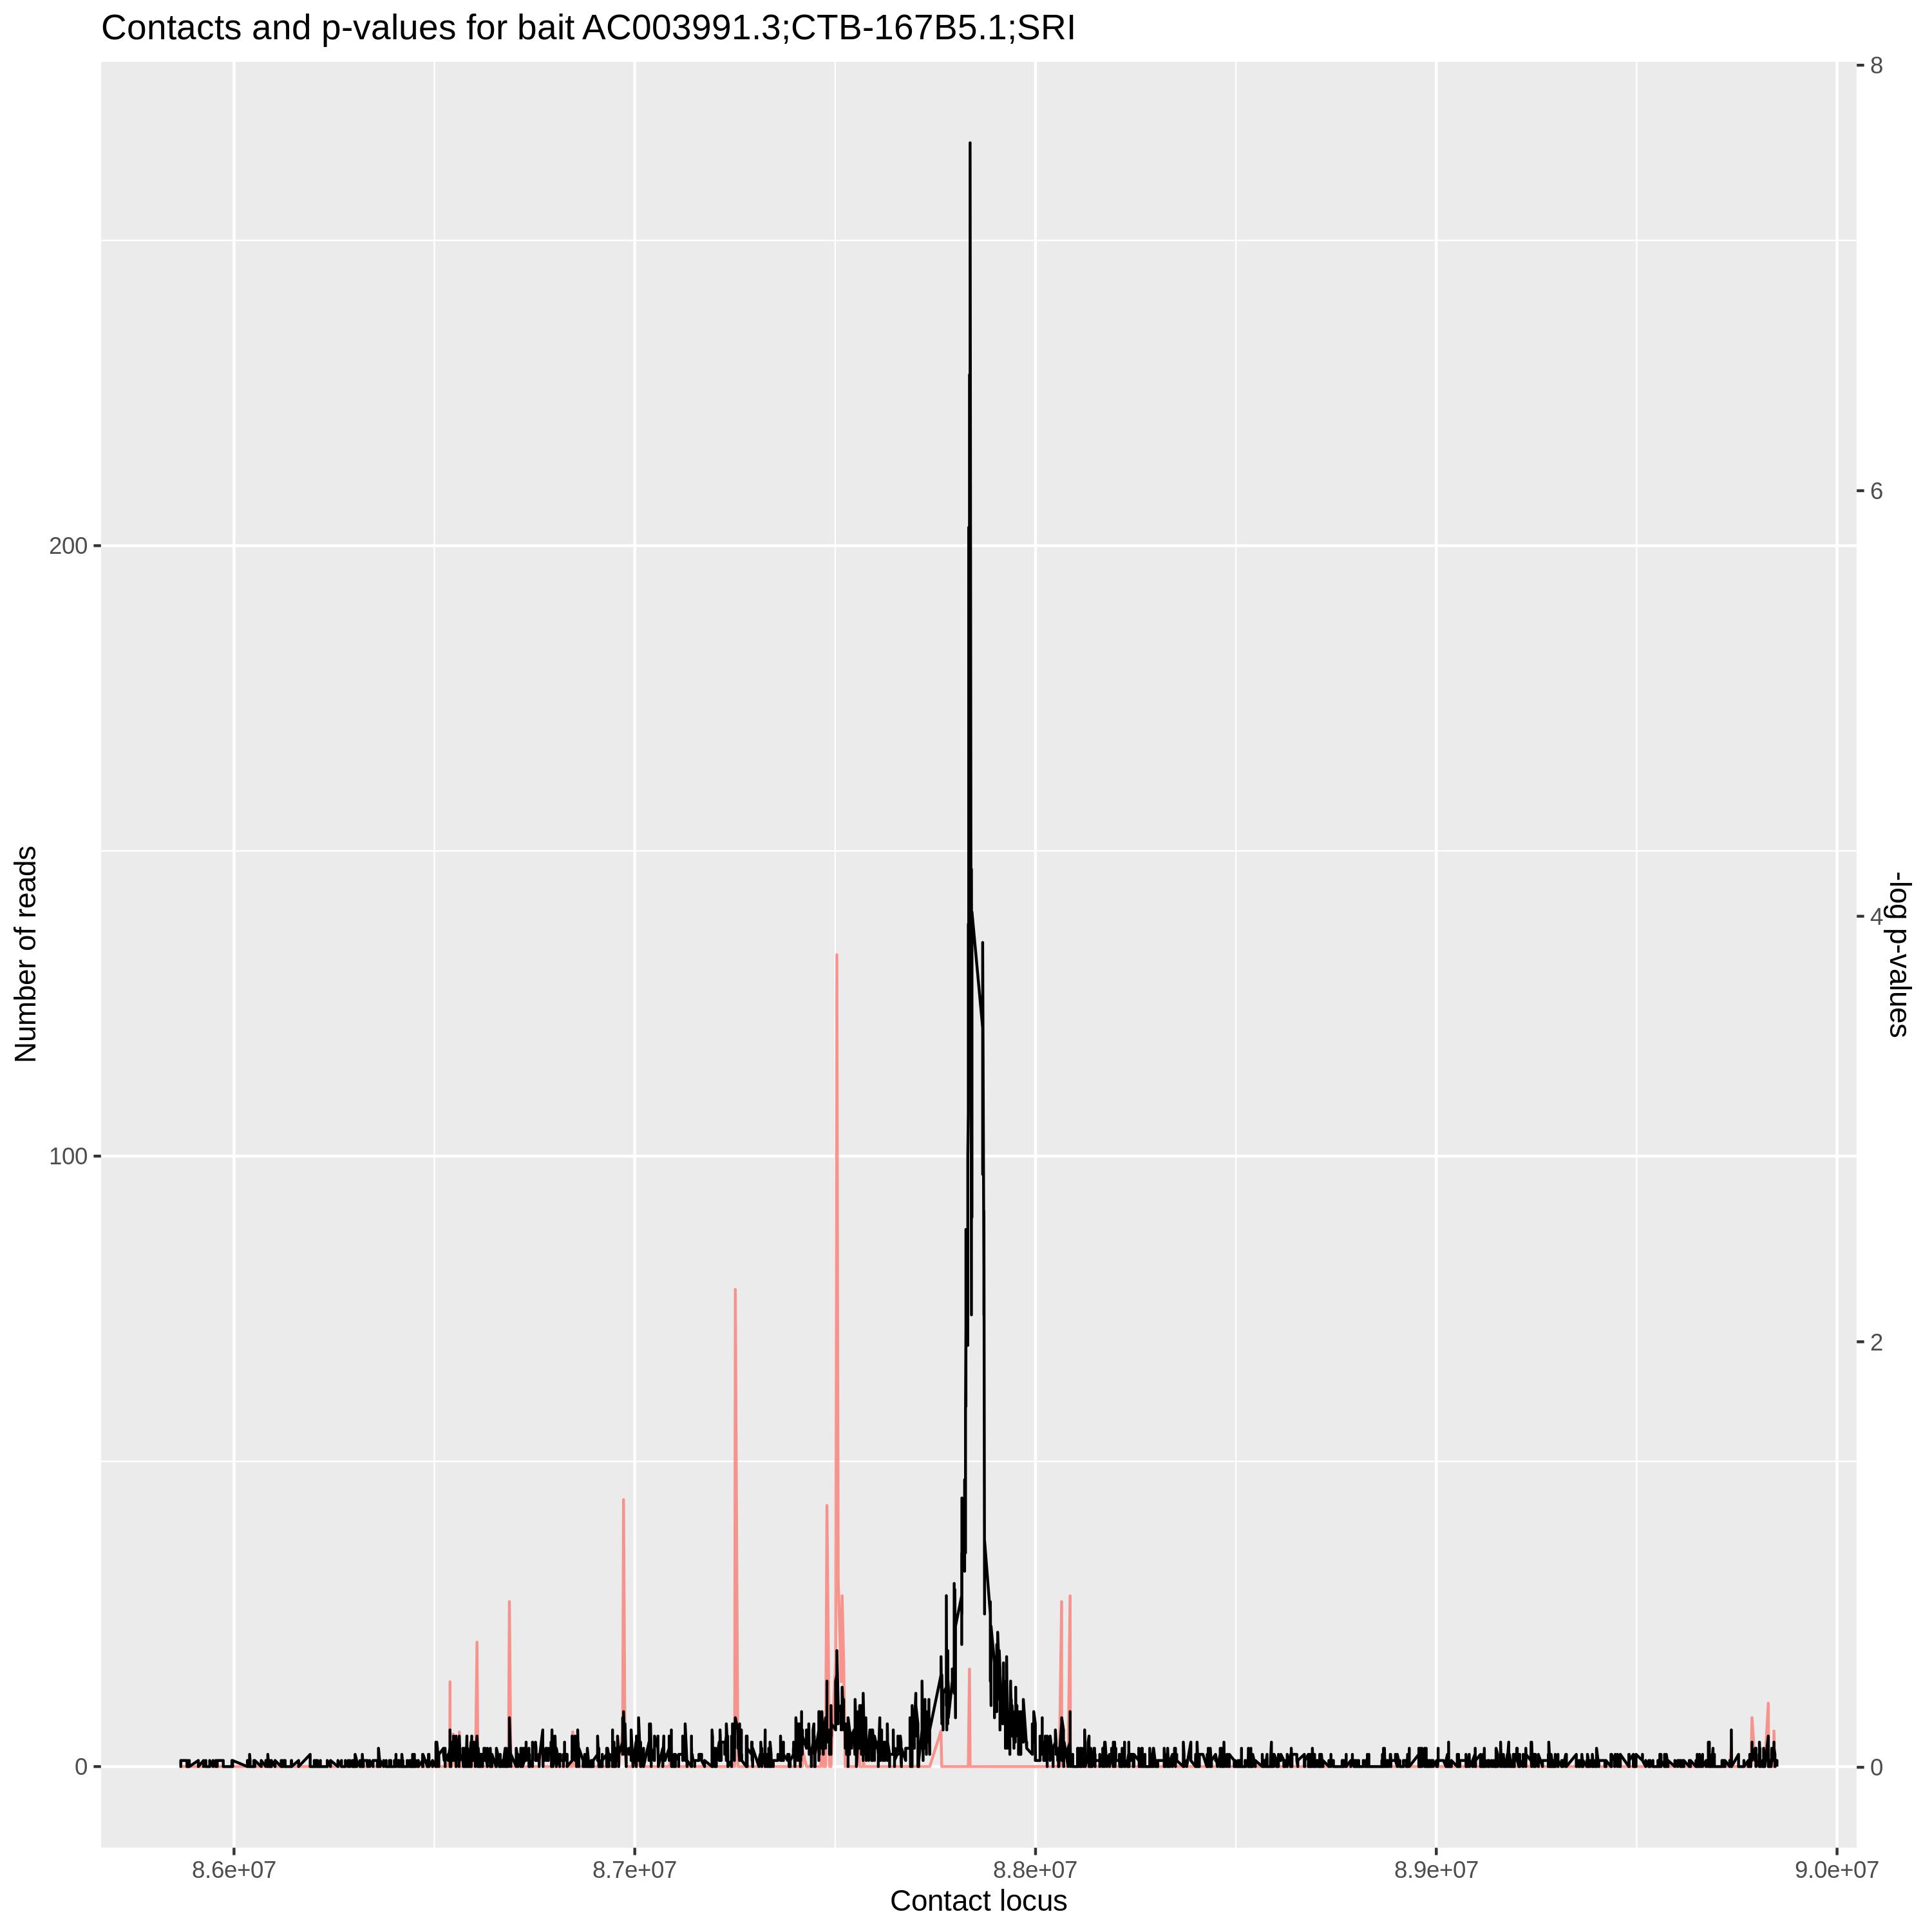 Contacts and p-values for bait AC003991.3;CTB-167B5.1;SRI
8
6
200
Number of reads
4
-log p-values
100
2
0
0
8.6e+07
8.7e+07
8.8e+07
8.9e+07
9.0e+07
Contact locus